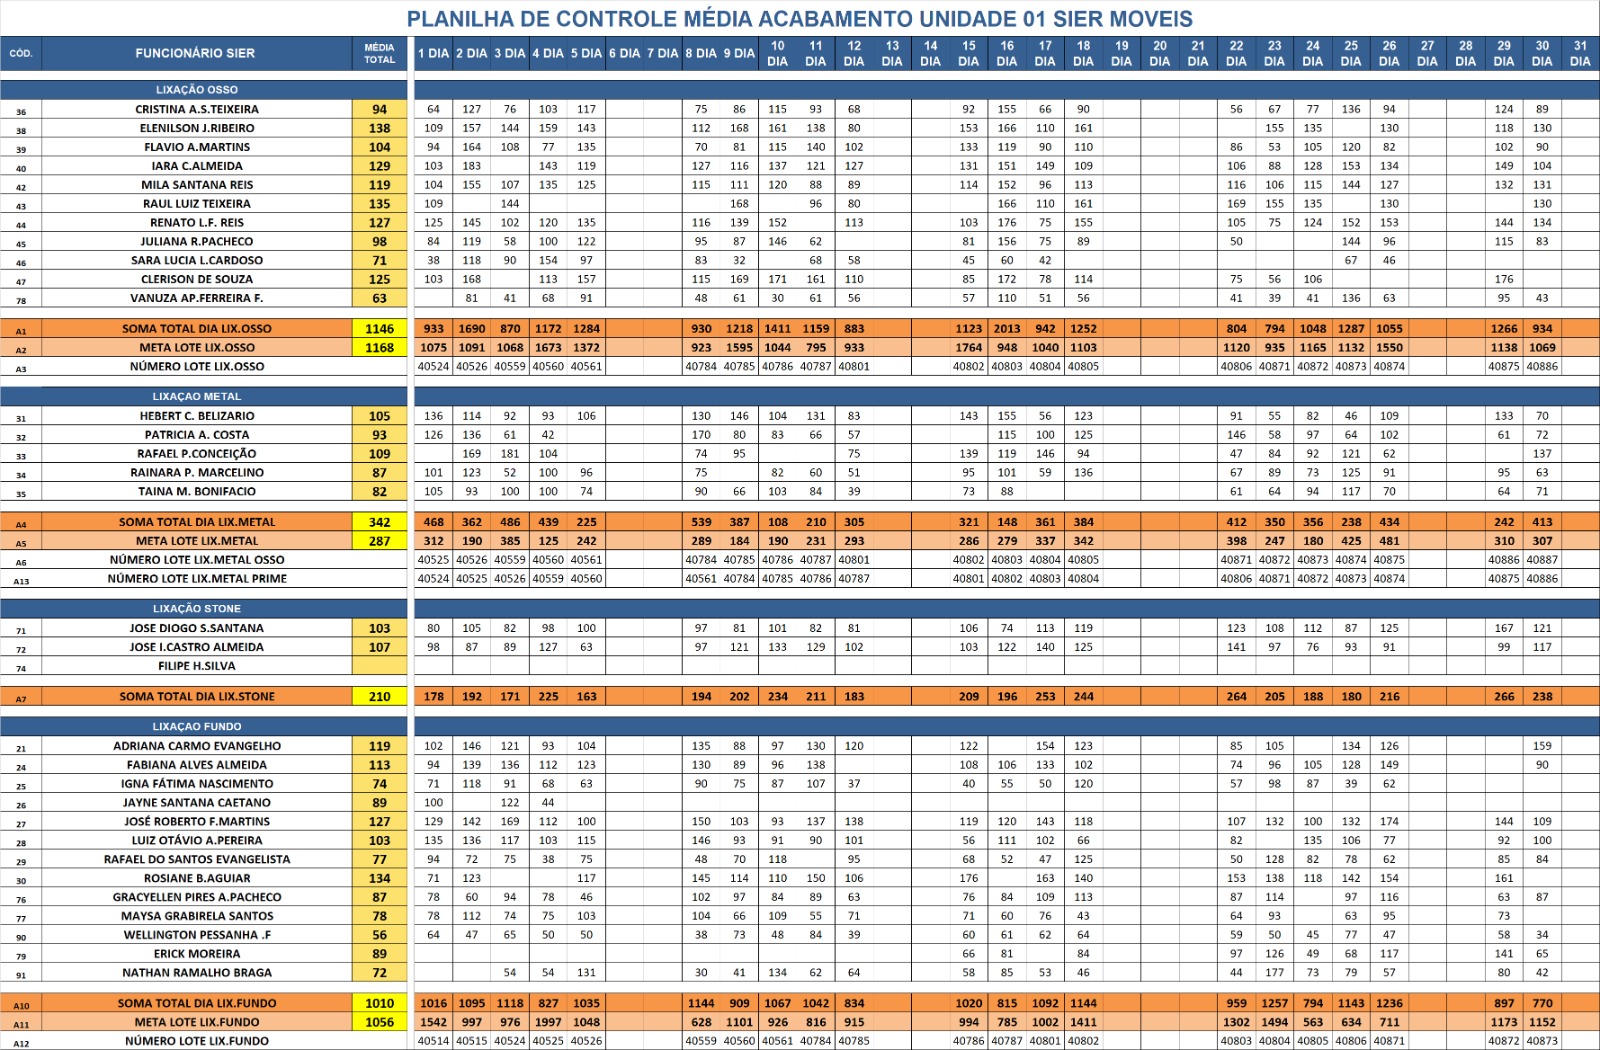 PLANILHA DE CONTROLE MÉDIA ACABAMENTO UNIDADE 01 SIER MOVEIS
CÓD. FUNCIONÁRIO SIER MÉDIA TOTAL 1 DIA 2 DIA 3 DIA 4 DIA 5 DIA 6 DIA 7 DIA 8 DIA 9 DIA 10 DIA 11 DIA 12 DIA 13 DIA 14 DIA 15 DIA 16 DIA 17 DIA 18 DIA 19 DIA 20 DIA 21 DIA 22 DIA 23 DIA 24 DIA 25 DIA 26 DIA 27 DIA 28 DIA 29 DIA 30 DIA 31 DIA
LIXAÇÃO OSSO
36 CRISTINA A.S.TEIXEIRA 94 64 127 76 103 117 75 86 115 93 68 92 155 66 90 56 67 77 136 94 124 89
38 ELENILSON J.RIBEIRO 138 109 157 144 159 143 112 168 161 138 80 153 166 110 161 155 135 130 118 130
39 FLAVIO A.MARTINS 104 94 164 108 77 135 70 81 115 140 102 133 119 90 110 86 53 105 120 82 102 90
40 IARA C.ALMEIDA 129 103 183 143 119 127 116 137 121 127 131 151 149 109 106 88 128 153 134 149 104
42 MILA SANTANA REIS 119 104 155 107 135 125 115 111 120 88 89 114 152 96 113 116 106 115 144 127 132 131
43 RAUL LUIZ TEIXEIRA 135 109 144 168 96 80 166 110 161 169 155 135 130 130
44 RENATO L.F. REIS 127 125 145 102 120 135 116 139 152 113 103 176 75 155 105 75 124 152 153 144 134
45 JULIANA R.PACHECO 98 84 119 58 100 122 95 87 146 62 81 156 75 89 50 144 96 115 83
46 SARA LUCIA L.CARDOSO 71 38 118 90 154 97 83 32 68 58 45 60 42 67 46
47 CLERISON DE SOUZA 125 103 168 113 157 115 169 171 161 110 85 172 78 114 75 56 106 176
78 VANUZA AP.FERREIRA F. 63 81 41 68 91 48 61 30 61 56 57 110 51 56 41 39 41 136 63 95 43
A1 SOMA TOTAL DIA LIX.OSSO 1146 933 1690 870 1172 1284 930 1218 1411 1159 883 1123 2013 942 1252 804 794 1048 1287 1055 1266 934
A2 META LOTE LIX.OSSO 1168 1075 1091 1068 1673 1372 923 1595 1044 795 933 1764 948 1040 1103 1120 935 1165 1132 1550 1138 1069
A3 NÚMERO LOTE LIX.OSSO 40524 40526 40559 40560 40561 40784 40785 40786 40787 40801 40802 40803 40804 40805 40806 40871 40872 40873 40874 40875 40886
LIXAÇAO METAL
31 HEBERT C. BELIZARIO 105 136 114 92 93 106 130 146 104 131 83 143 155 56 123 91 55 82 46 109 133 70
32 PATRICIA A. COSTA 93 126 136 61 42 170 80 83 66 57 115 100 125 146 58 97 64 102 61 72
33 RAFAEL P.CONCEIÇÃO 109 169 181 104 74 95 75 139 119 146 94 47 84 92 121 62 137
34 RAINARA P. MARCELINO 87 101 123 52 100 96 75 82 60 51 95 101 59 136 67 89 73 125 91 95 63
35 TAINA M. BONIFACIO 82 105 93 100 100 74 90 66 103 84 39 73 88 61 64 94 117 70 64 71
A4 SOMA TOTAL DIA LIX.METAL 342 468 362 486 439 225 539 387 108 210 305 321 148 361 384 412 350 356 238 434 242 413
A5 META LOTE LIX.METAL 287 312 190 385 125 242 289 184 190 231 293 286 279 337 342 398 247 180 425 481 310 307
A6 NÚMERO LOTE LIX.METAL OSSO 40525 40526 40559 40560 40561 40784 40785 40786 40787 40801 40802 40803 40804 40805 40871 40872 40873 40874 40875 40886 40887
A13 NÚMERO LOTE LIX.METAL PRIME 40524 40525 40526 40559 40560 40561 40784 40785 40786 40787 40801 40802 40803 40804 40806 40871 40872 40873 40874 40875 40886
LIXAÇÃO STONE
71 JOSE DIOGO S.SANTANA 103 80 105 82 98 100 97 81 101 82 81 106 74 113 119 123 108 112 87 125 167 121
72 JOSE I.CASTRO ALMEIDA 107 98 87 89 127 63 97 121 133 129 102 103 122 140 125 141 97 76 93 91 99 117
74 FILIPE H.SILVA
A7 SOMA TOTAL DIA LIX.STONE 210 178 192 171 225 163 194 202 234 211 183 209 196 253 244 264 205 188 180 216 266 238
LIXAÇAO FUNDO
21 ADRIANA CARMO EVANGELHO 119 102 146 121 93 104 135 88 97 130 120 122 154 123 85 105 134 126 159
24 FABIANA ALVES ALMEIDA 113 94 139 136 112 123 130 89 96 138 108 106 133 102 74 96 105 128 149 90
25 IGNA FÁTIMA NASCIMENTO 74 71 118 91 68 63 90 75 87 107 37 40 55 50 120 57 98 87 39 62
26 JAYNE SANTANA CAETANO 89 100 122 44
27 JOSÉ ROBERTO F.MARTINS 127 129 142 169 112 100 150 103 93 137 138 119 120 143 118 107 132 100 132 174 144 109
28 LUIZ OTÁVIO A.PEREIRA 103 135 136 117 103 115 146 93 91 90 101 56 111 102 66 82 135 106 77 92 100
29 RAFAEL DO SANTOS EVANGELISTA 77 94 72 75 38 75 48 70 118 95 68 52 47 125 50 128 82 78 62 85 84
30 ROSIANE B.AGUIAR 134 71 123 117 145 114 110 150 106 176 163 140 153 138 118 142 154 161
76 GRACYELLEN PIRES A.PACHECO 87 78 60 94 78 46 102 97 84 89 63 76 84 109 113 87 114 97 116 63 87
77 MAYSA GRABIRELA SANTOS 78 78 112 74 75 103 104 66 109 55 71 71 60 76 43 64 93 63 95 73
90 WELLINGTON PESSANHA .F 56 64 47 65 50 50 38 73 48 84 39 60 61 62 64 59 50 45 77 47 58 34
79 ERICK MOREIRA 89 66 81 84 97 126 49 68 117 141 65
91 NATHAN RAMALHO BRAGA 72 54 54 131 30 41 134 62 64 58 85 53 46 44 177 73 79 57 80 42
A10 SOMA TOTAL DIA LIX.FUNDO 1010 1016 1095 1118 827 1035 1144 909 1067 1042 834 1020 815 1092 1144 959 1257 794 1143 1236 897 770
A11 META LOTE LIX.FUNDO 1056 1542 997 976 1997 1048 628 1101 926 816 915 994 785 1002 1411 1302 1494 563 634 711 1173 1152
A12 NÚMERO LOTE LIX.FUNDO 40514 40515 40524 40525 40526 40559 40560 40561 40784 40785 40786 40787 40801 40802 40803 40804 40805 40806 40871 40872 40873